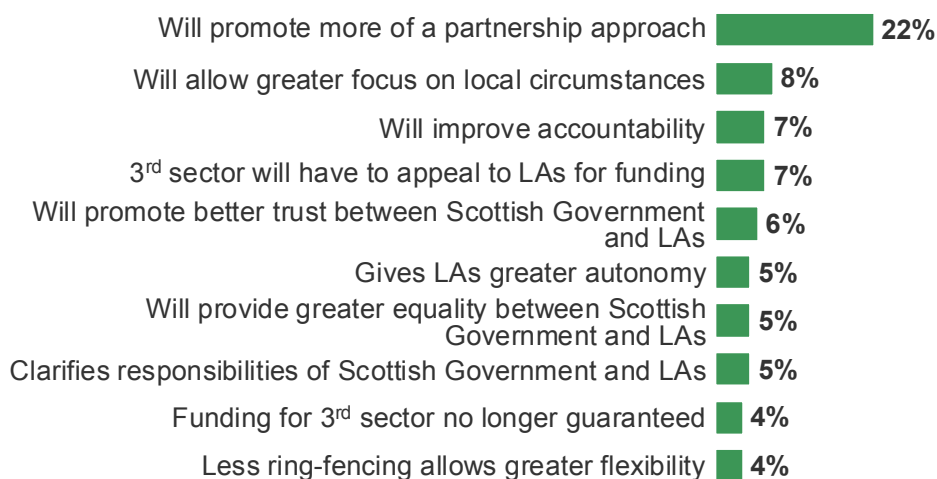 Will promote more of a partnership approach 22%
Will allow greater focus on local circumstances 8%
Will improve accountability 7%
3rd sector will have to appeal to LAs for funding 7%
Will promote better trust between Scottish Government
and LAs 6%
Gives LAs greater autonomy 5%
Will provide greater equality between Scottish
Government and LAs 5%
Clarifies responsibilities of Scottish Government and LAs 5%
Funding for 3rd sector no longer guaranteed 4%
Less ring-fencing allows greater flexibility 4%